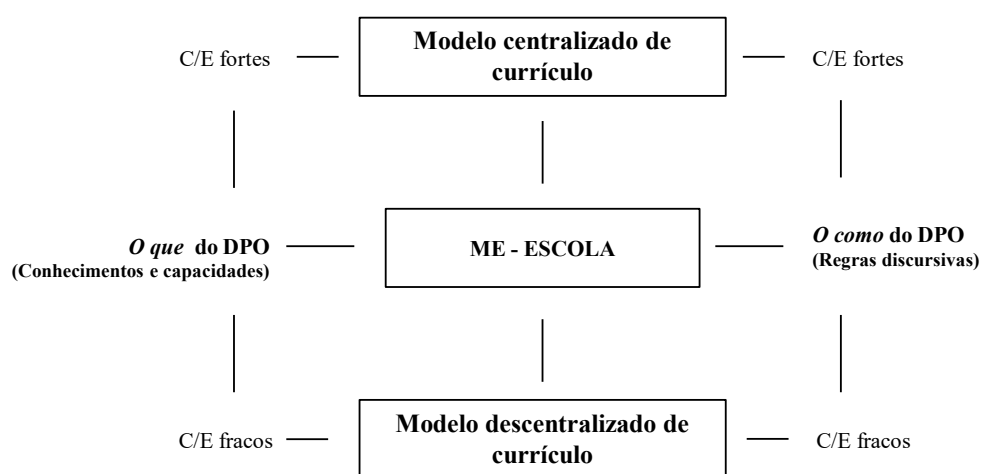 C/E fortes
Modelo centralizado de
currículo
C/E fortes
O que do DPO
(Conhecimentos e capacidades)
ME - ESCOLA
O como do DPO
(Regras discursivas)
C/E fracos
Modelo descentralizado de
currículo
C/E fracos